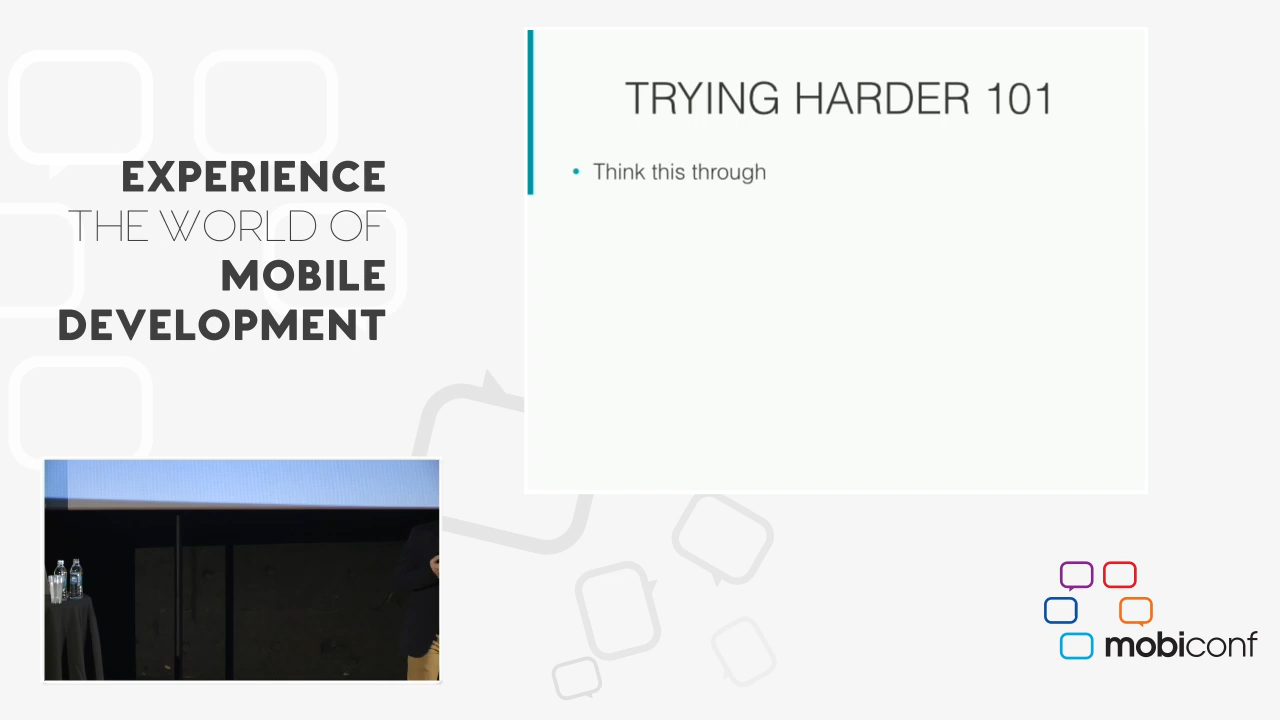 EXPERIENCE
THE WORLD OF
MOBILE
DEVELOPMENT
TRYING HARDER 101
• Think this through
mobiconf